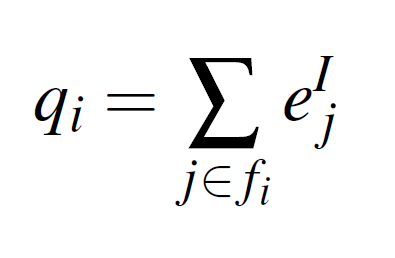 q_i = \sum_{j \in f_i} e_j^I